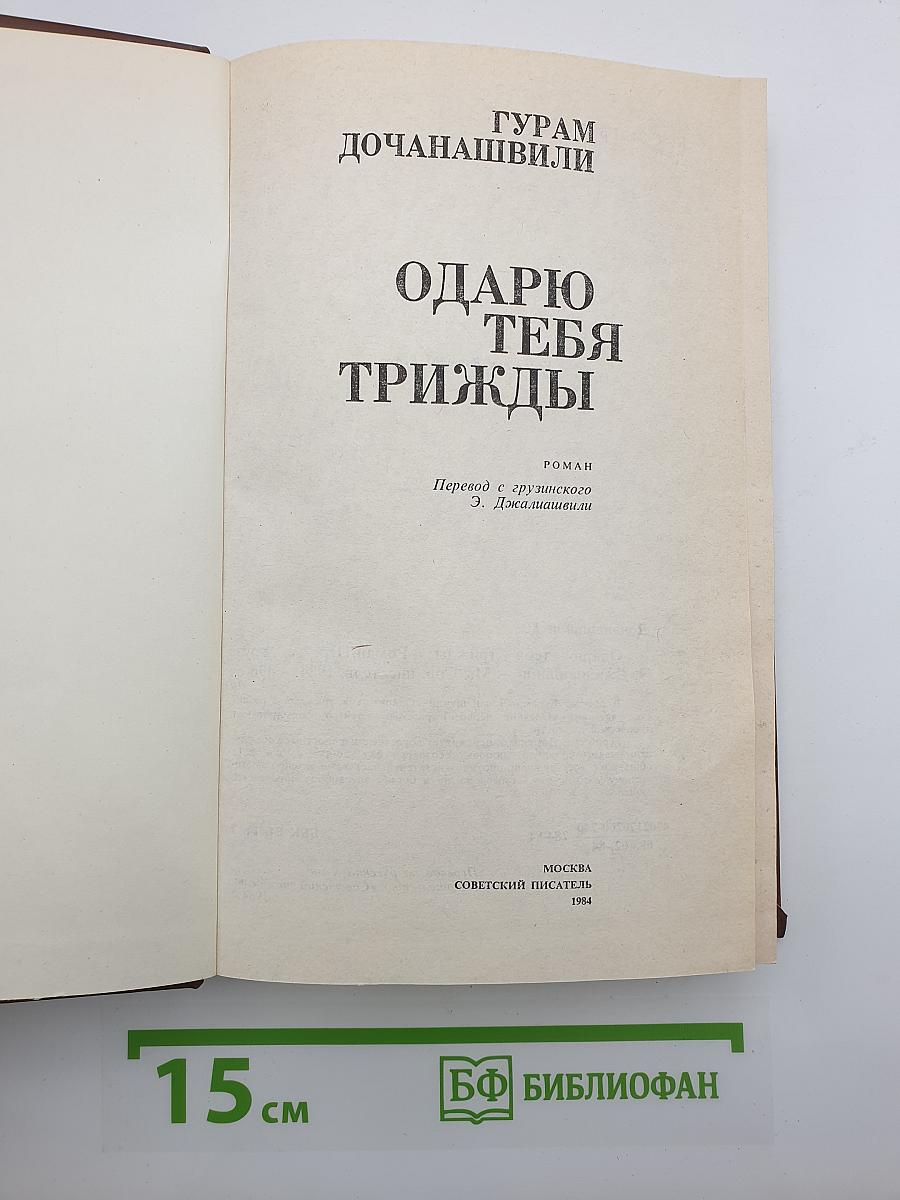 ГУРАМ
ДОЧАНАШВИЛИ
ОДАРЮ
ТЕБЯ
ТРИЖДЫ
РОМАН
Перевод с грузинского
Э. Джалиашвили
МОСКВА
СОВЕТСКИЙ ПИСАТЕЛЬ
1984
15 см
БФ БИБЛИОФАН